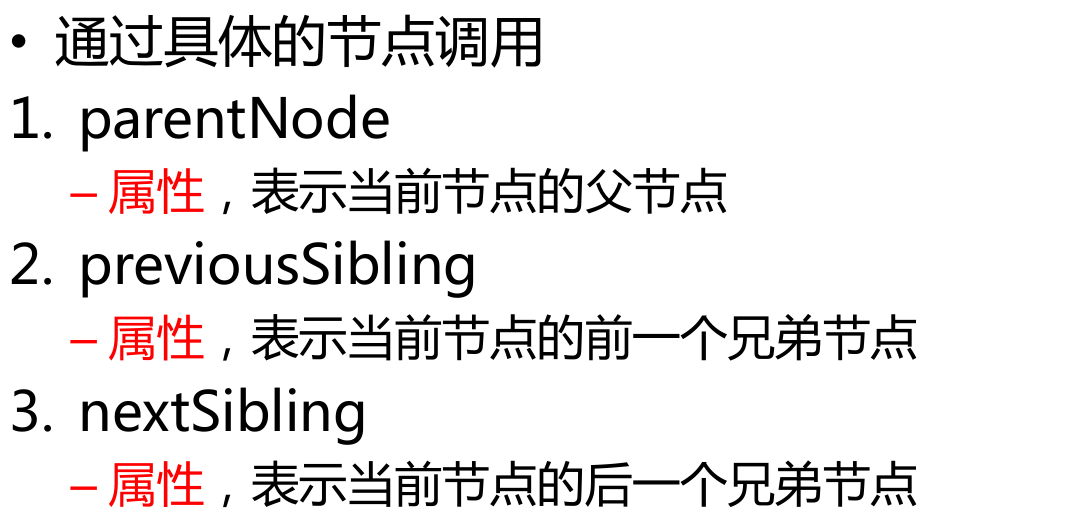 • 通过具体的节点调用
1. parentNode
– 属性，表示当前节点的父节点
2. previousSibling
– 属性，表示当前节点的前一个兄弟节点
3. nextSibling
– 属性，表示当前节点的后一个兄弟节点